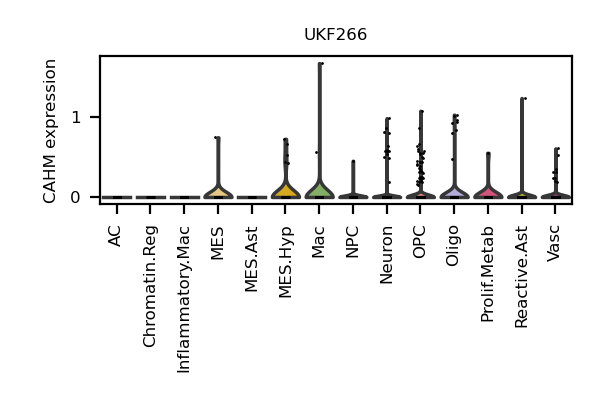 UKF266
CAHM expression
1
0
AC
Chromatin.Reg
Inflammatory.Mac
MES
MES.Ast
MES.Hyp
Mac
NPC
Neuron
OPC
Oligo
Prolif.Metab
Reactive.Ast
Vasc